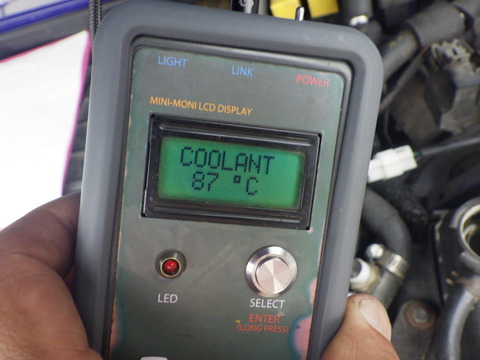 LIGHT LINK POWER
MINI-MONI LCD DISPLAY
COOLANT
87 °C
LED
SELECT
ENTER
(LONG PRESS)